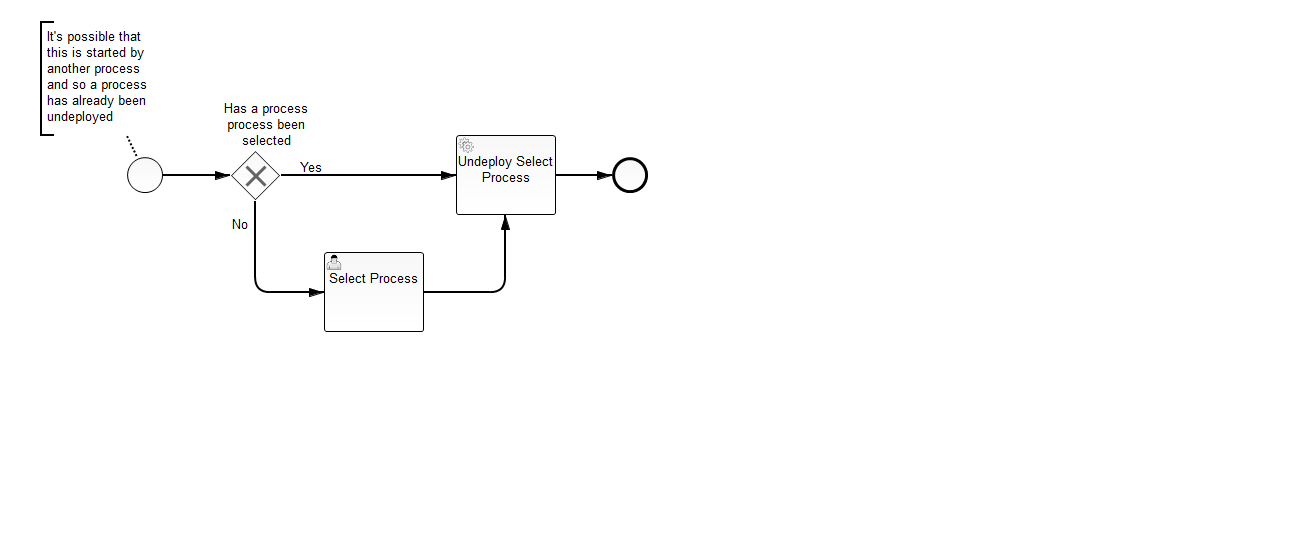 It's possible that
this is started by
another process
and so a process
has already been
undeployed
Has a process
process been
selected
Yes
No
Undeploy Select
Process
Select Process